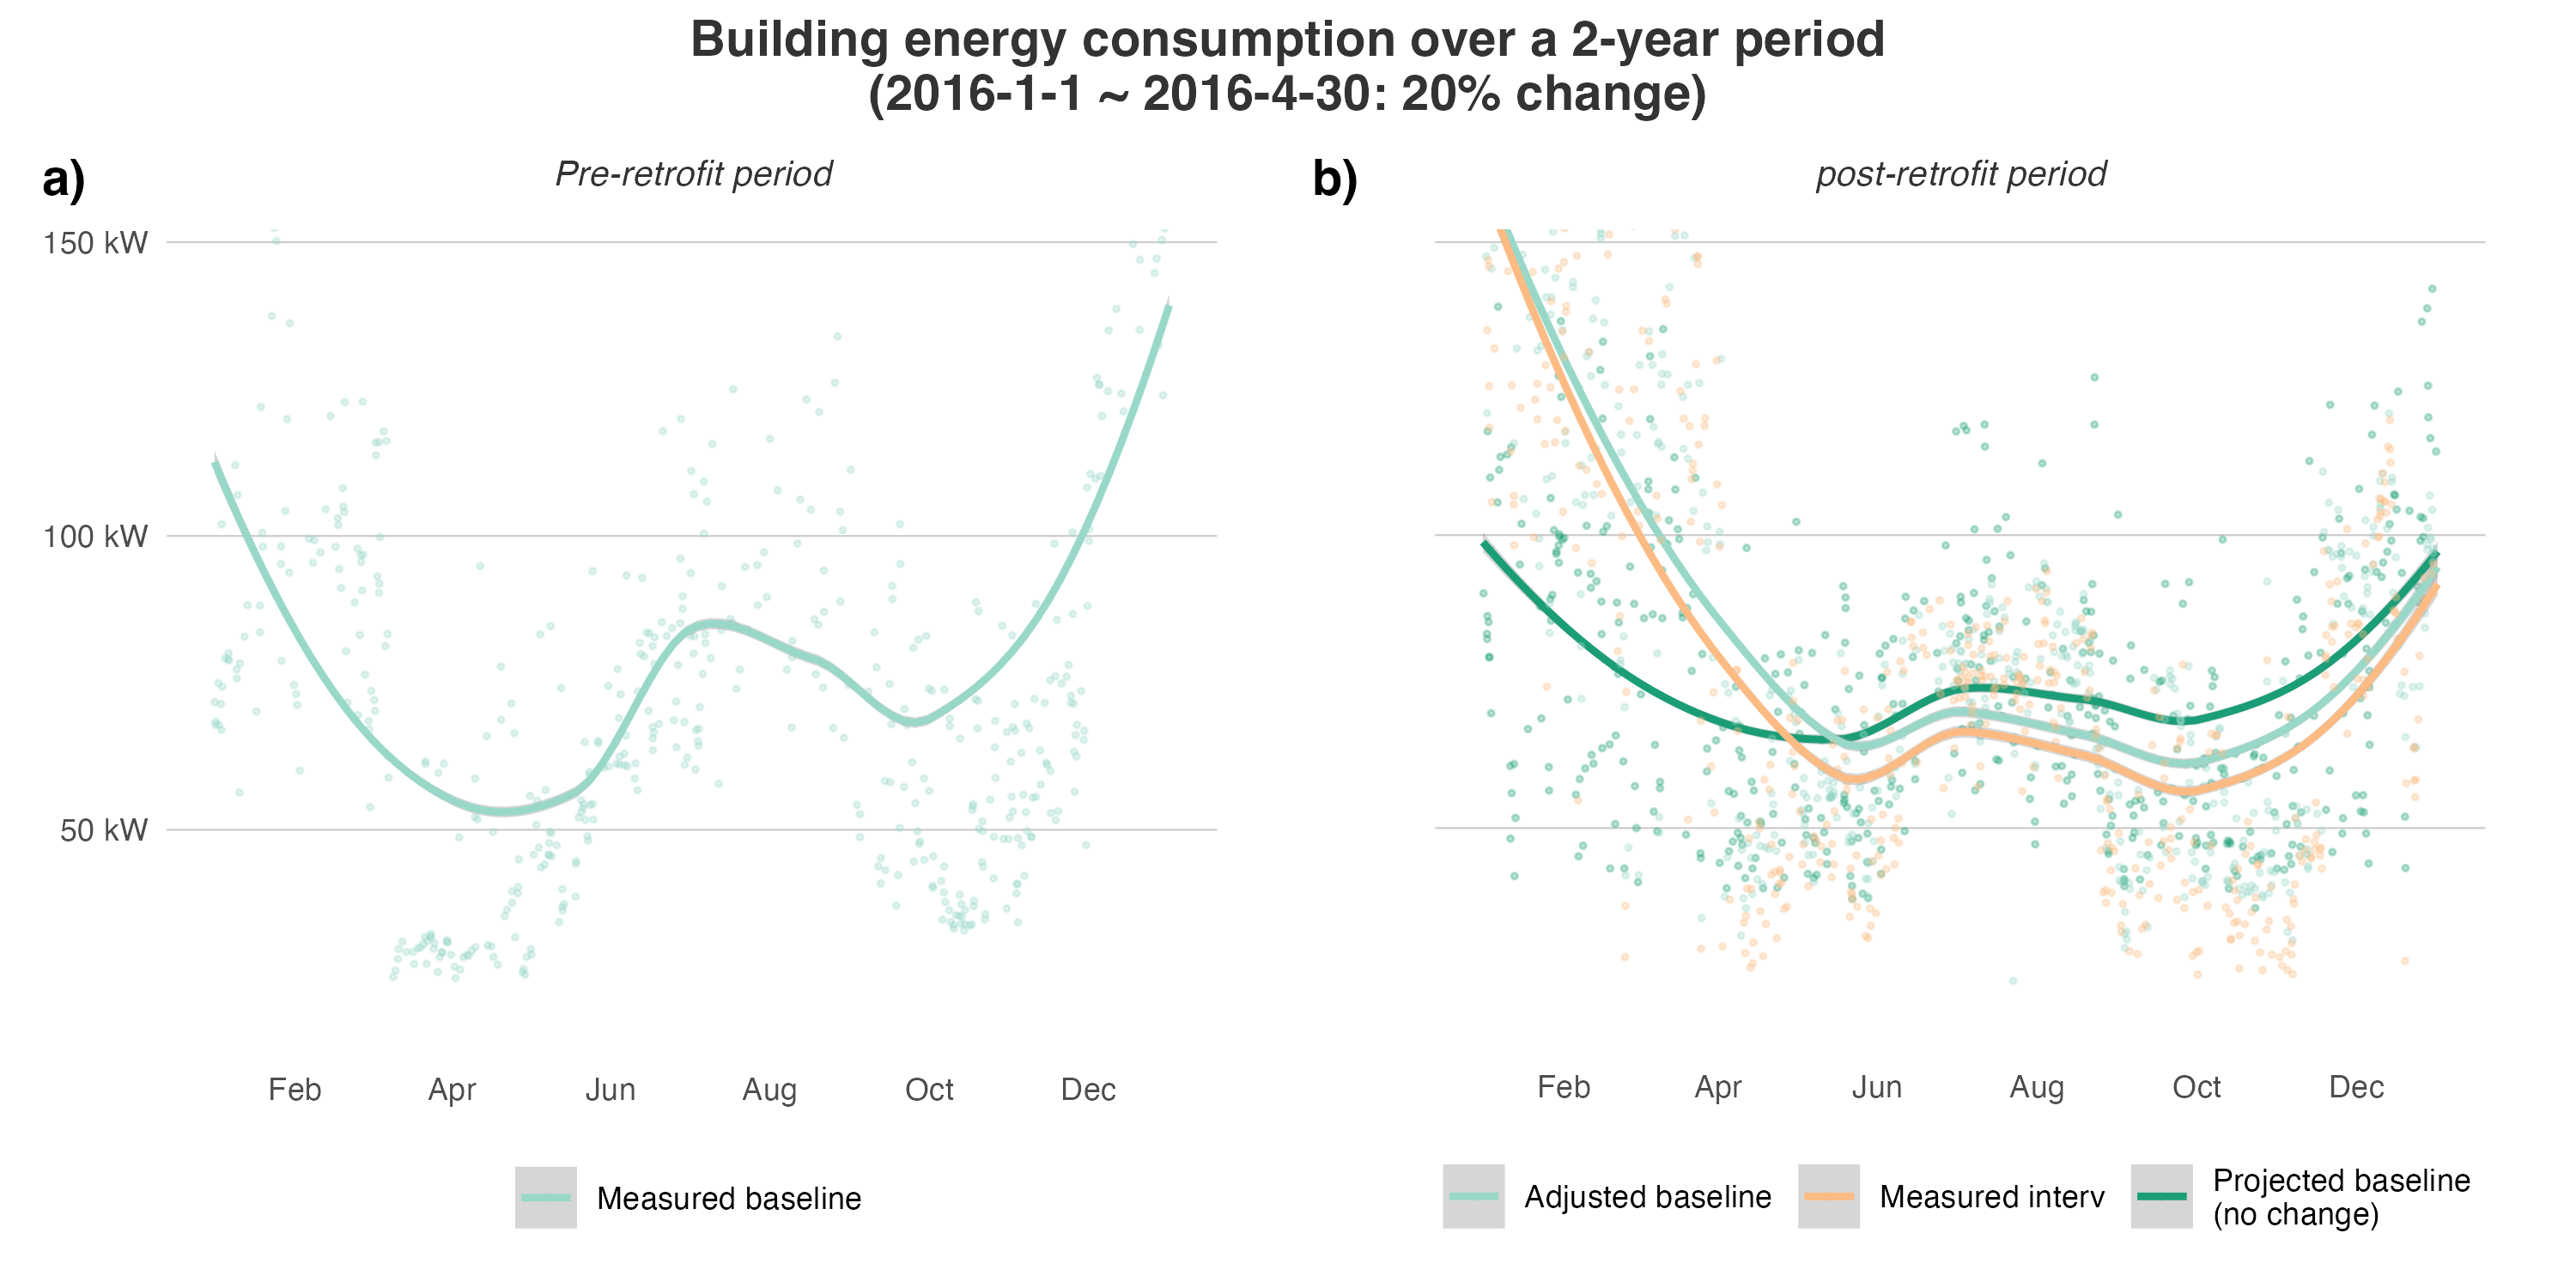 Building energy consumption over a 2-year period
(2016-1-1 ~ 2016-4-30: 20% change)
a)
Pre-retrofit period
150 kW
100 kW
50 kW
Feb Apr Jun Aug Oct Dec
Measured baseline
b)
post-retrofit period
Feb Apr Jun Aug Oct Dec
Adjusted baseline
Measured interv
Projected baseline
(no change)